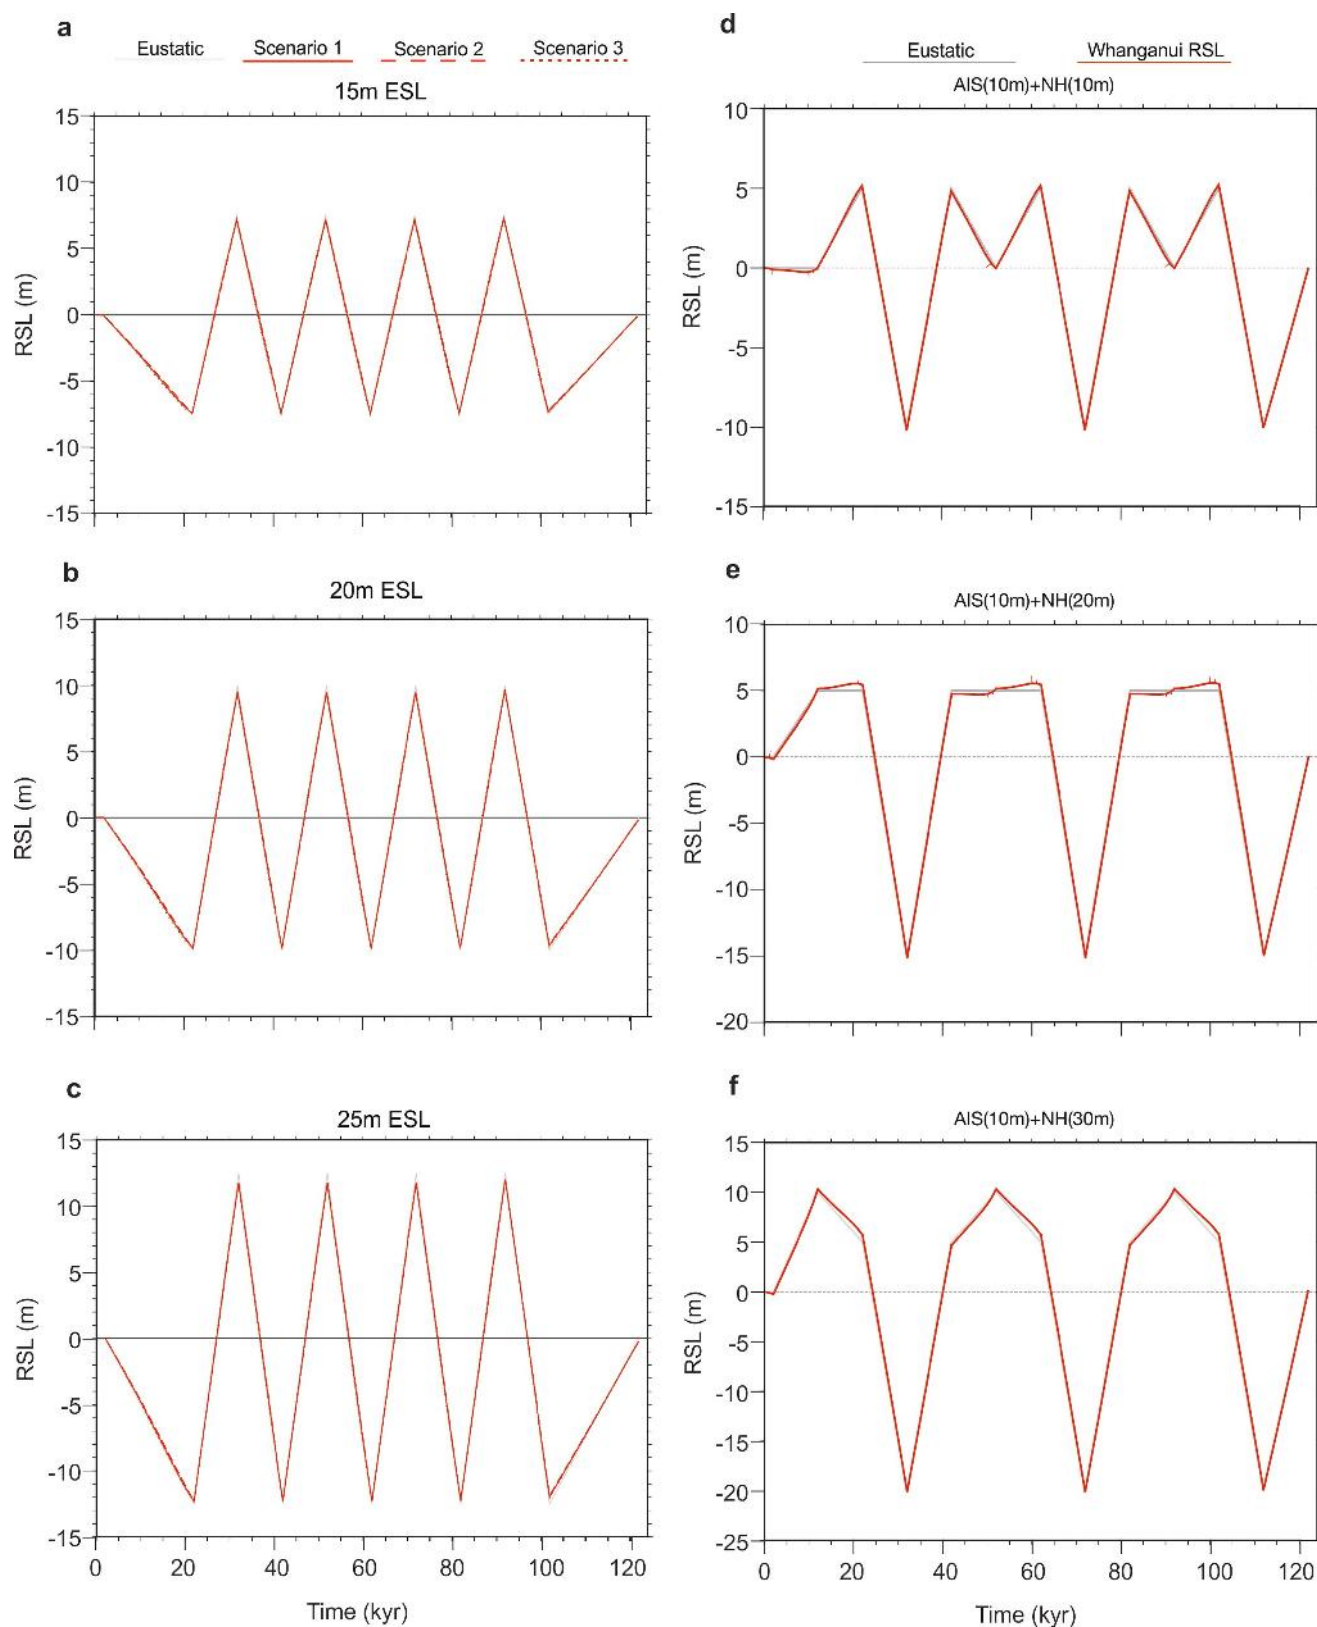 a
Eustatic Scenario 1 Scenario 2 Scenario 3
15m ESL
15
10
5
0
-5
-10
-15
RSL (m)
b
20m ESL
15
10
5
0
-5
-10
-15
RSL (m)
c
25m ESL
15
10
5
0
-5
-10
-15
RSL (m)
0 20 40 60 80 100 120
Time (kyr)
d
Eustatic Whanganui RSL
AIS(10m)+NH(10m)
10
5
0
-5
-10
-15
RSL (m)
e
AIS(10m)+NH(20m)
10
5
0
-5
-10
-15
-20
RSL (m)
f
AIS(10m)+NH(30m)
15
10
5
0
-5
-10
-15
-20
-25
RSL (m)
0 20 40 60 80 100 120
Time (kyr)